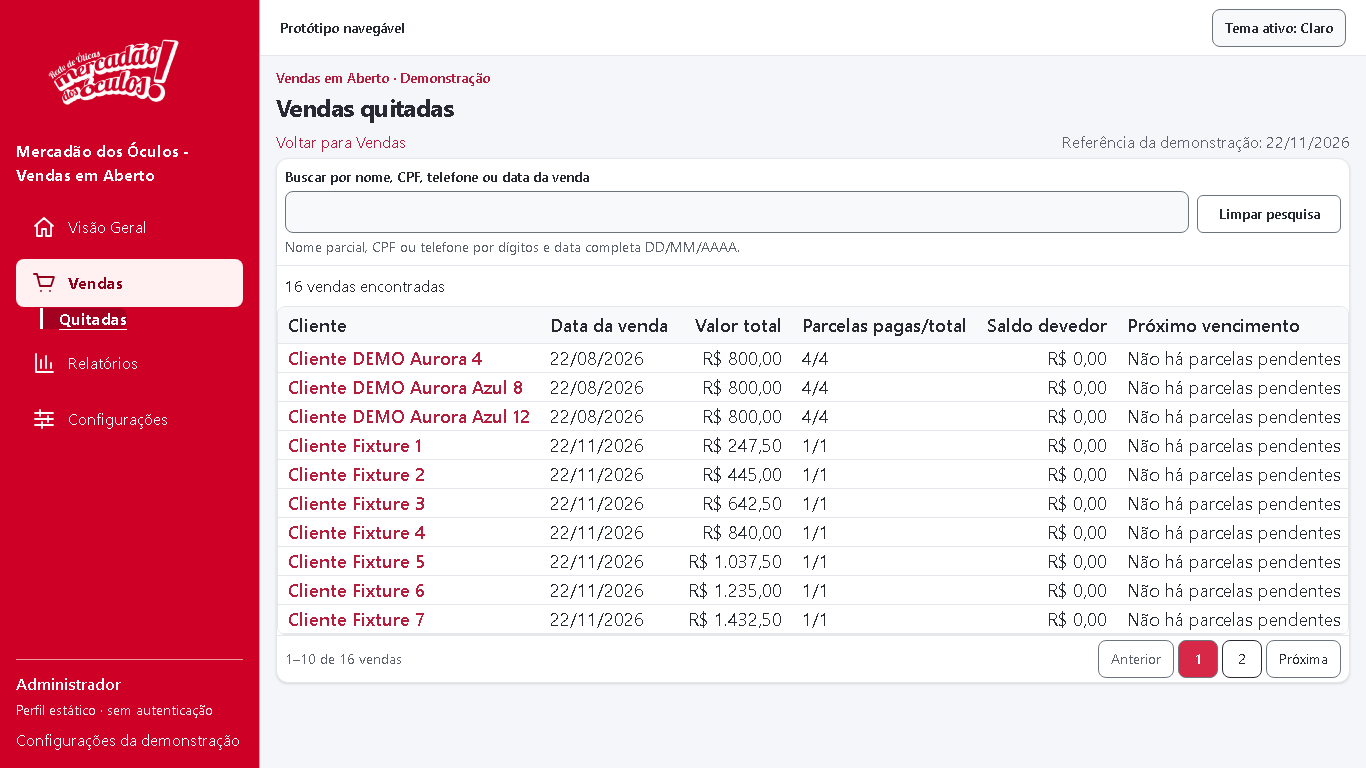 Rede de Óticas
mercadão
dos óculos!
Mercadão dos Óculos -
Vendas em Aberto
Visão Geral
Vendas
Quitadas
Relatórios
Configurações
Administrador
Perfil estático · sem autenticação
Configurações da demonstração
Protótipo navegável
Tema ativo: Claro
Vendas em Aberto · Demonstração
Vendas quitadas
Voltar para Vendas
Referência da demonstração: 22/11/2026
Buscar por nome, CPF, telefone ou data da venda
Limpar pesquisa
Nome parcial, CPF ou telefone por dígitos e data completa DD/MM/AAAA.
16 vendas encontradas
Cliente Data da venda Valor total Parcelas pagas/total Saldo devedor Próximo vencimento
Cliente DEMO Aurora 4 22/08/2026 R$ 800,00 4/4 R$ 0,00 Não há parcelas pendentes
Cliente DEMO Aurora Azul 8 22/08/2026 R$ 800,00 4/4 R$ 0,00 Não há parcelas pendentes
Cliente DEMO Aurora Azul 12 22/08/2026 R$ 800,00 4/4 R$ 0,00 Não há parcelas pendentes
Cliente Fixture 1 22/11/2026 R$ 247,50 1/1 R$ 0,00 Não há parcelas pendentes
Cliente Fixture 2 22/11/2026 R$ 445,00 1/1 R$ 0,00 Não há parcelas pendentes
Cliente Fixture 3 22/11/2026 R$ 642,50 1/1 R$ 0,00 Não há parcelas pendentes
Cliente Fixture 4 22/11/2026 R$ 840,00 1/1 R$ 0,00 Não há parcelas pendentes
Cliente Fixture 5 22/11/2026 R$ 1.037,50 1/1 R$ 0,00 Não há parcelas pendentes
Cliente Fixture 6 22/11/2026 R$ 1.235,00 1/1 R$ 0,00 Não há parcelas pendentes
Cliente Fixture 7 22/11/2026 R$ 1.432,50 1/1 R$ 0,00 Não há parcelas pendentes
1–10 de 16 vendas
Anterior 1 2 Próxima